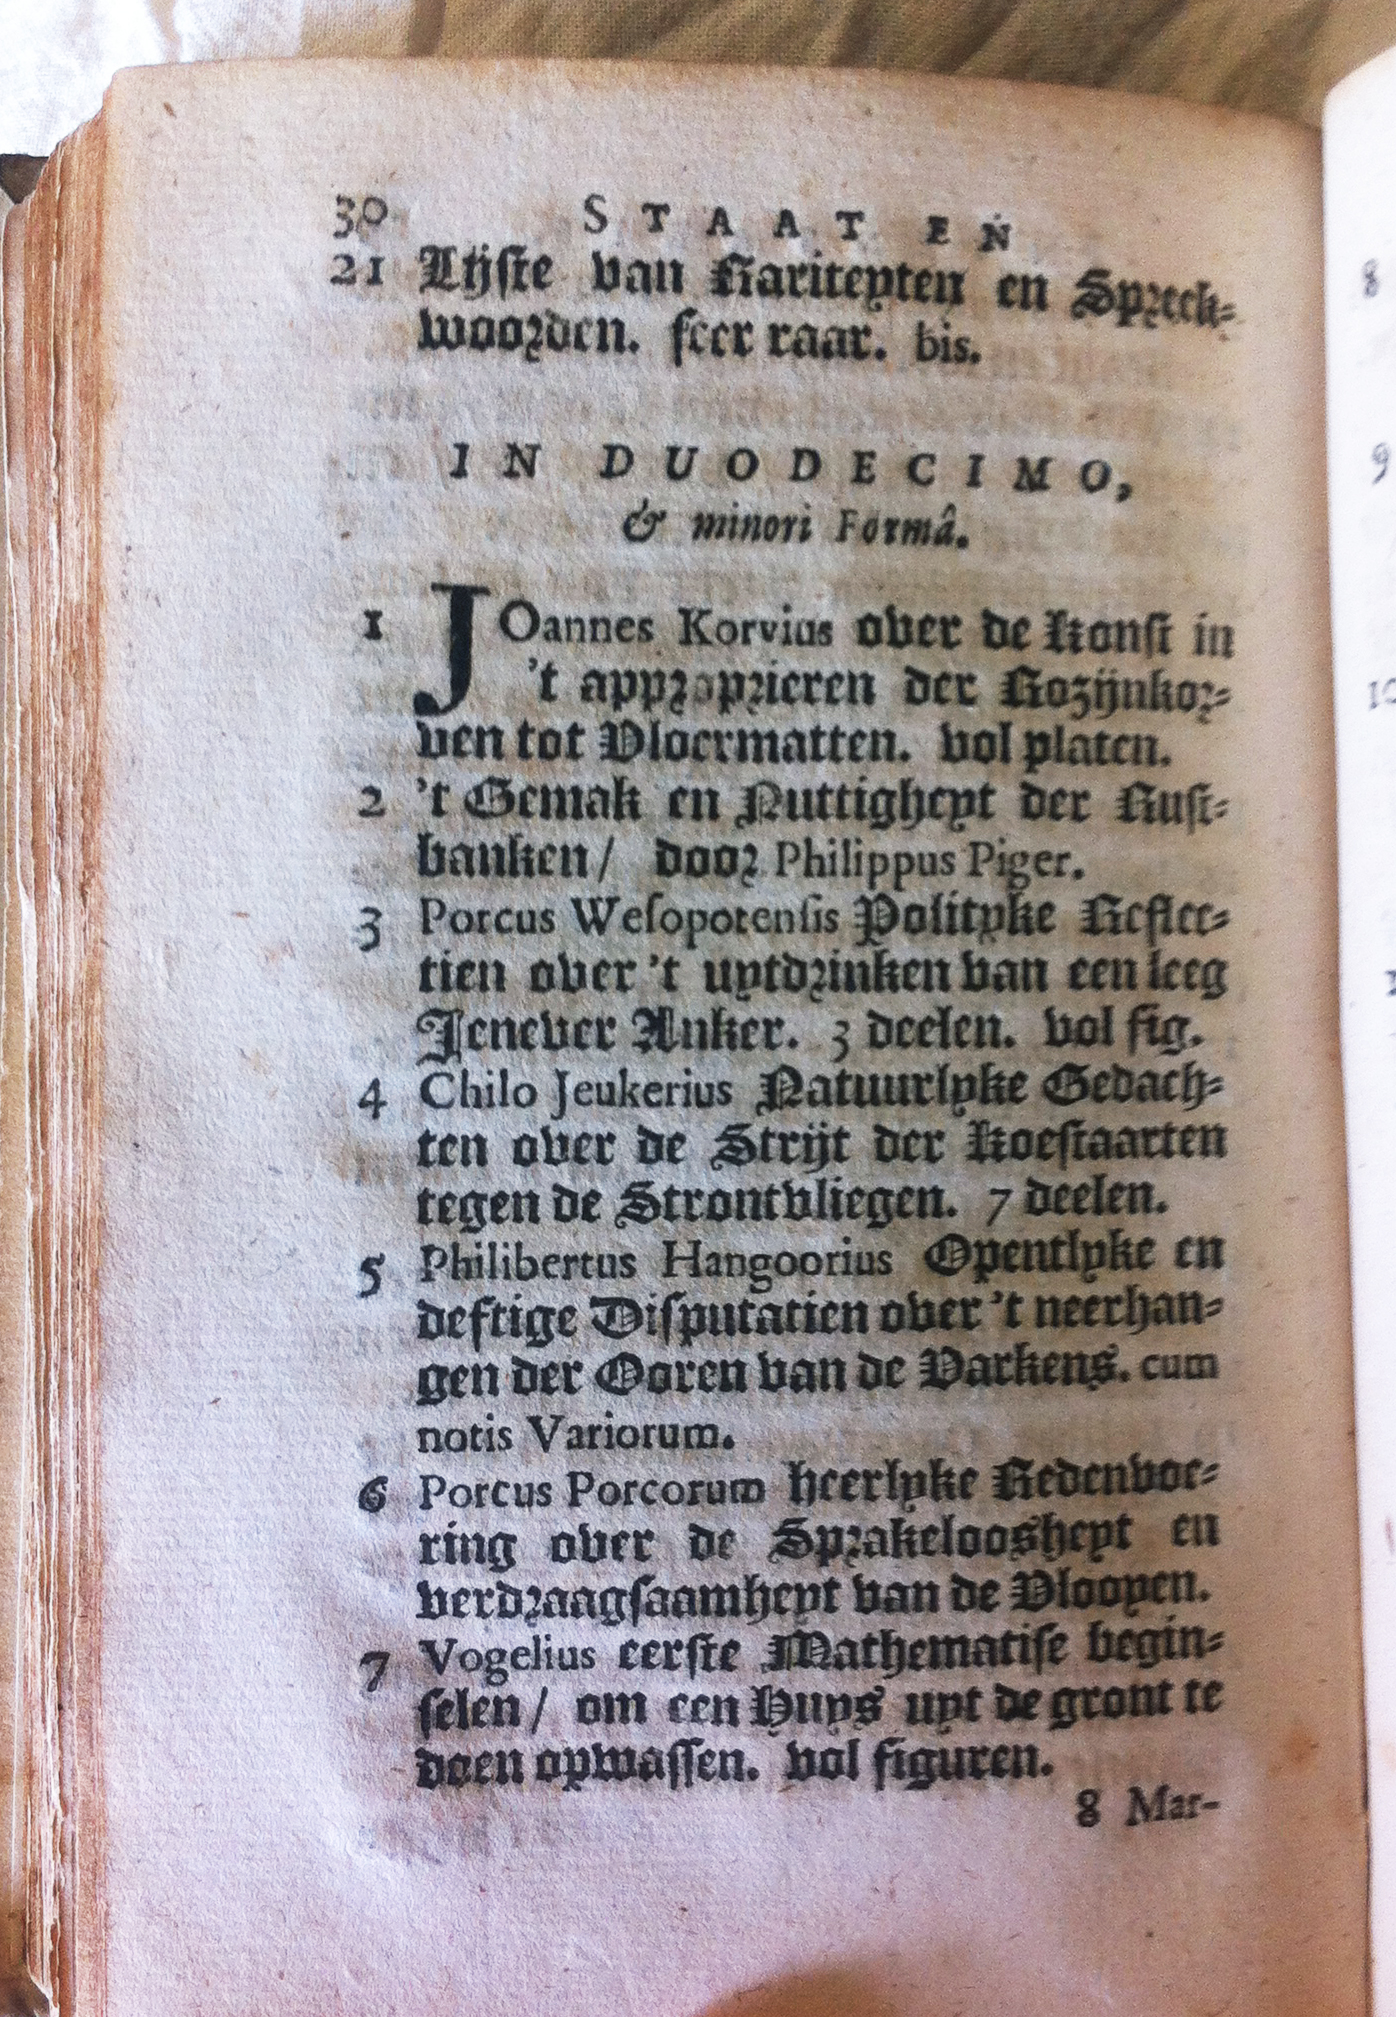 30 STAATEN
21 Lijſte van Rariteyten en Spreek-
woorden. ſeer raar. bis.
IN DUODECIMO,
& minori Formâ.
1 JOannes Korvius over de Konſt in
't approprieren der Rozijnkor-
ven tot Vloermatten. vol platen.
2 't Gemak en Nuttigheyt der Ruſt-
banken/ door Philippus Piger.
3 Porcus Weſopotenſis Polityke Reflec-
tien over 't uytdrinken van een leeg
Jenever Anker. 3 deelen. vol fig.
4 Chilo Jeukerius Natuurlyke Gedach-
ten over de Strijt der Koeſtaarten
tegen de Strontvliegen. 7 deelen.
5 Philibertus Hangoorius Opentlyke en
deftige Diſputatien over 't neerhan-
gen der Ooren van de Varkens. cum
notis Variorum.
6 Porcus Porcorum heerlyke Redenvoe-
ring over de Sprakelooſheyt en
verdraagſaamheyt van de Vlooyen.
7 Vogelius eerſte Mathematiſe begin-
ſelen/ om een Huys uyt de gront te
doen opwaſſen. vol figuren.
8 Mar-
8
9
10